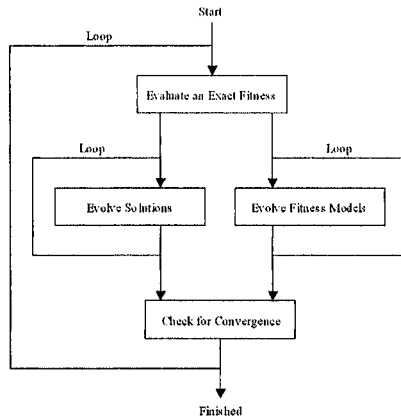 Start
Loop
Evaluate an Exact Fitness
Loop
Loop
Evolve Solutions
Evolve Fitness Models
Check for Convergence
Finished